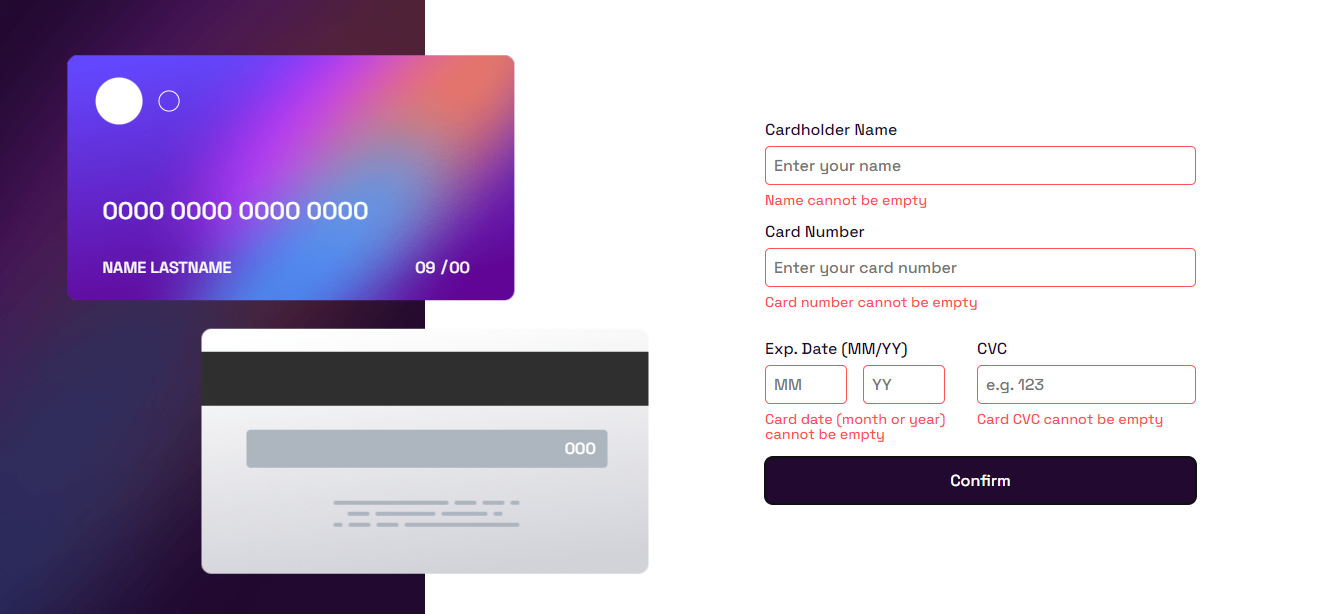 0000 0000 0000 0000
NAME LASTNAME
09 /00
000
Cardholder Name
Enter your name
Name cannot be empty
Card Number
Enter your card number
Card number cannot be empty
Exp. Date (MM/YY)
MM
YY
Card date (month or year)
cannot be empty
CVC
e.g. 123
Card CVC cannot be empty
Confirm